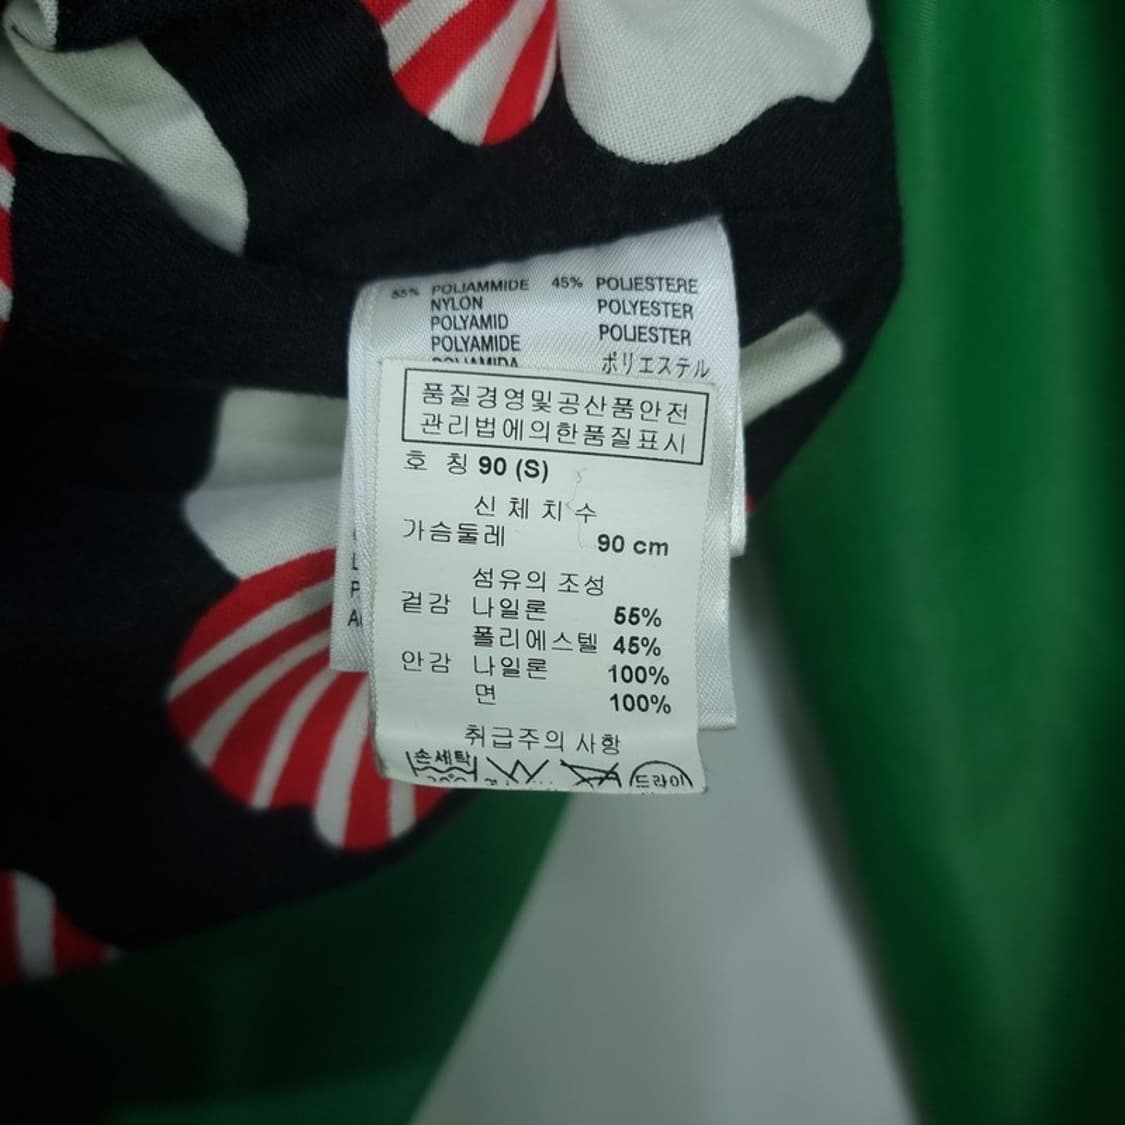 55% POLIAMMIDE 45% POLIESTERE
NYLON POLYESTER
POLYAMID POLIESTER
POLYAMIDE ポリエステル
POLIAMIDA
품질경영및공산품안전
관리법에의한품질표시
호 칭 90 (S)
신체치수
가슴둘레 90 cm
섬유의 조성
겉감 나일론 55%
폴리에스텔 45%
안감 나일론 100%
면 100%
취급주의 사항
손세탁 드라이